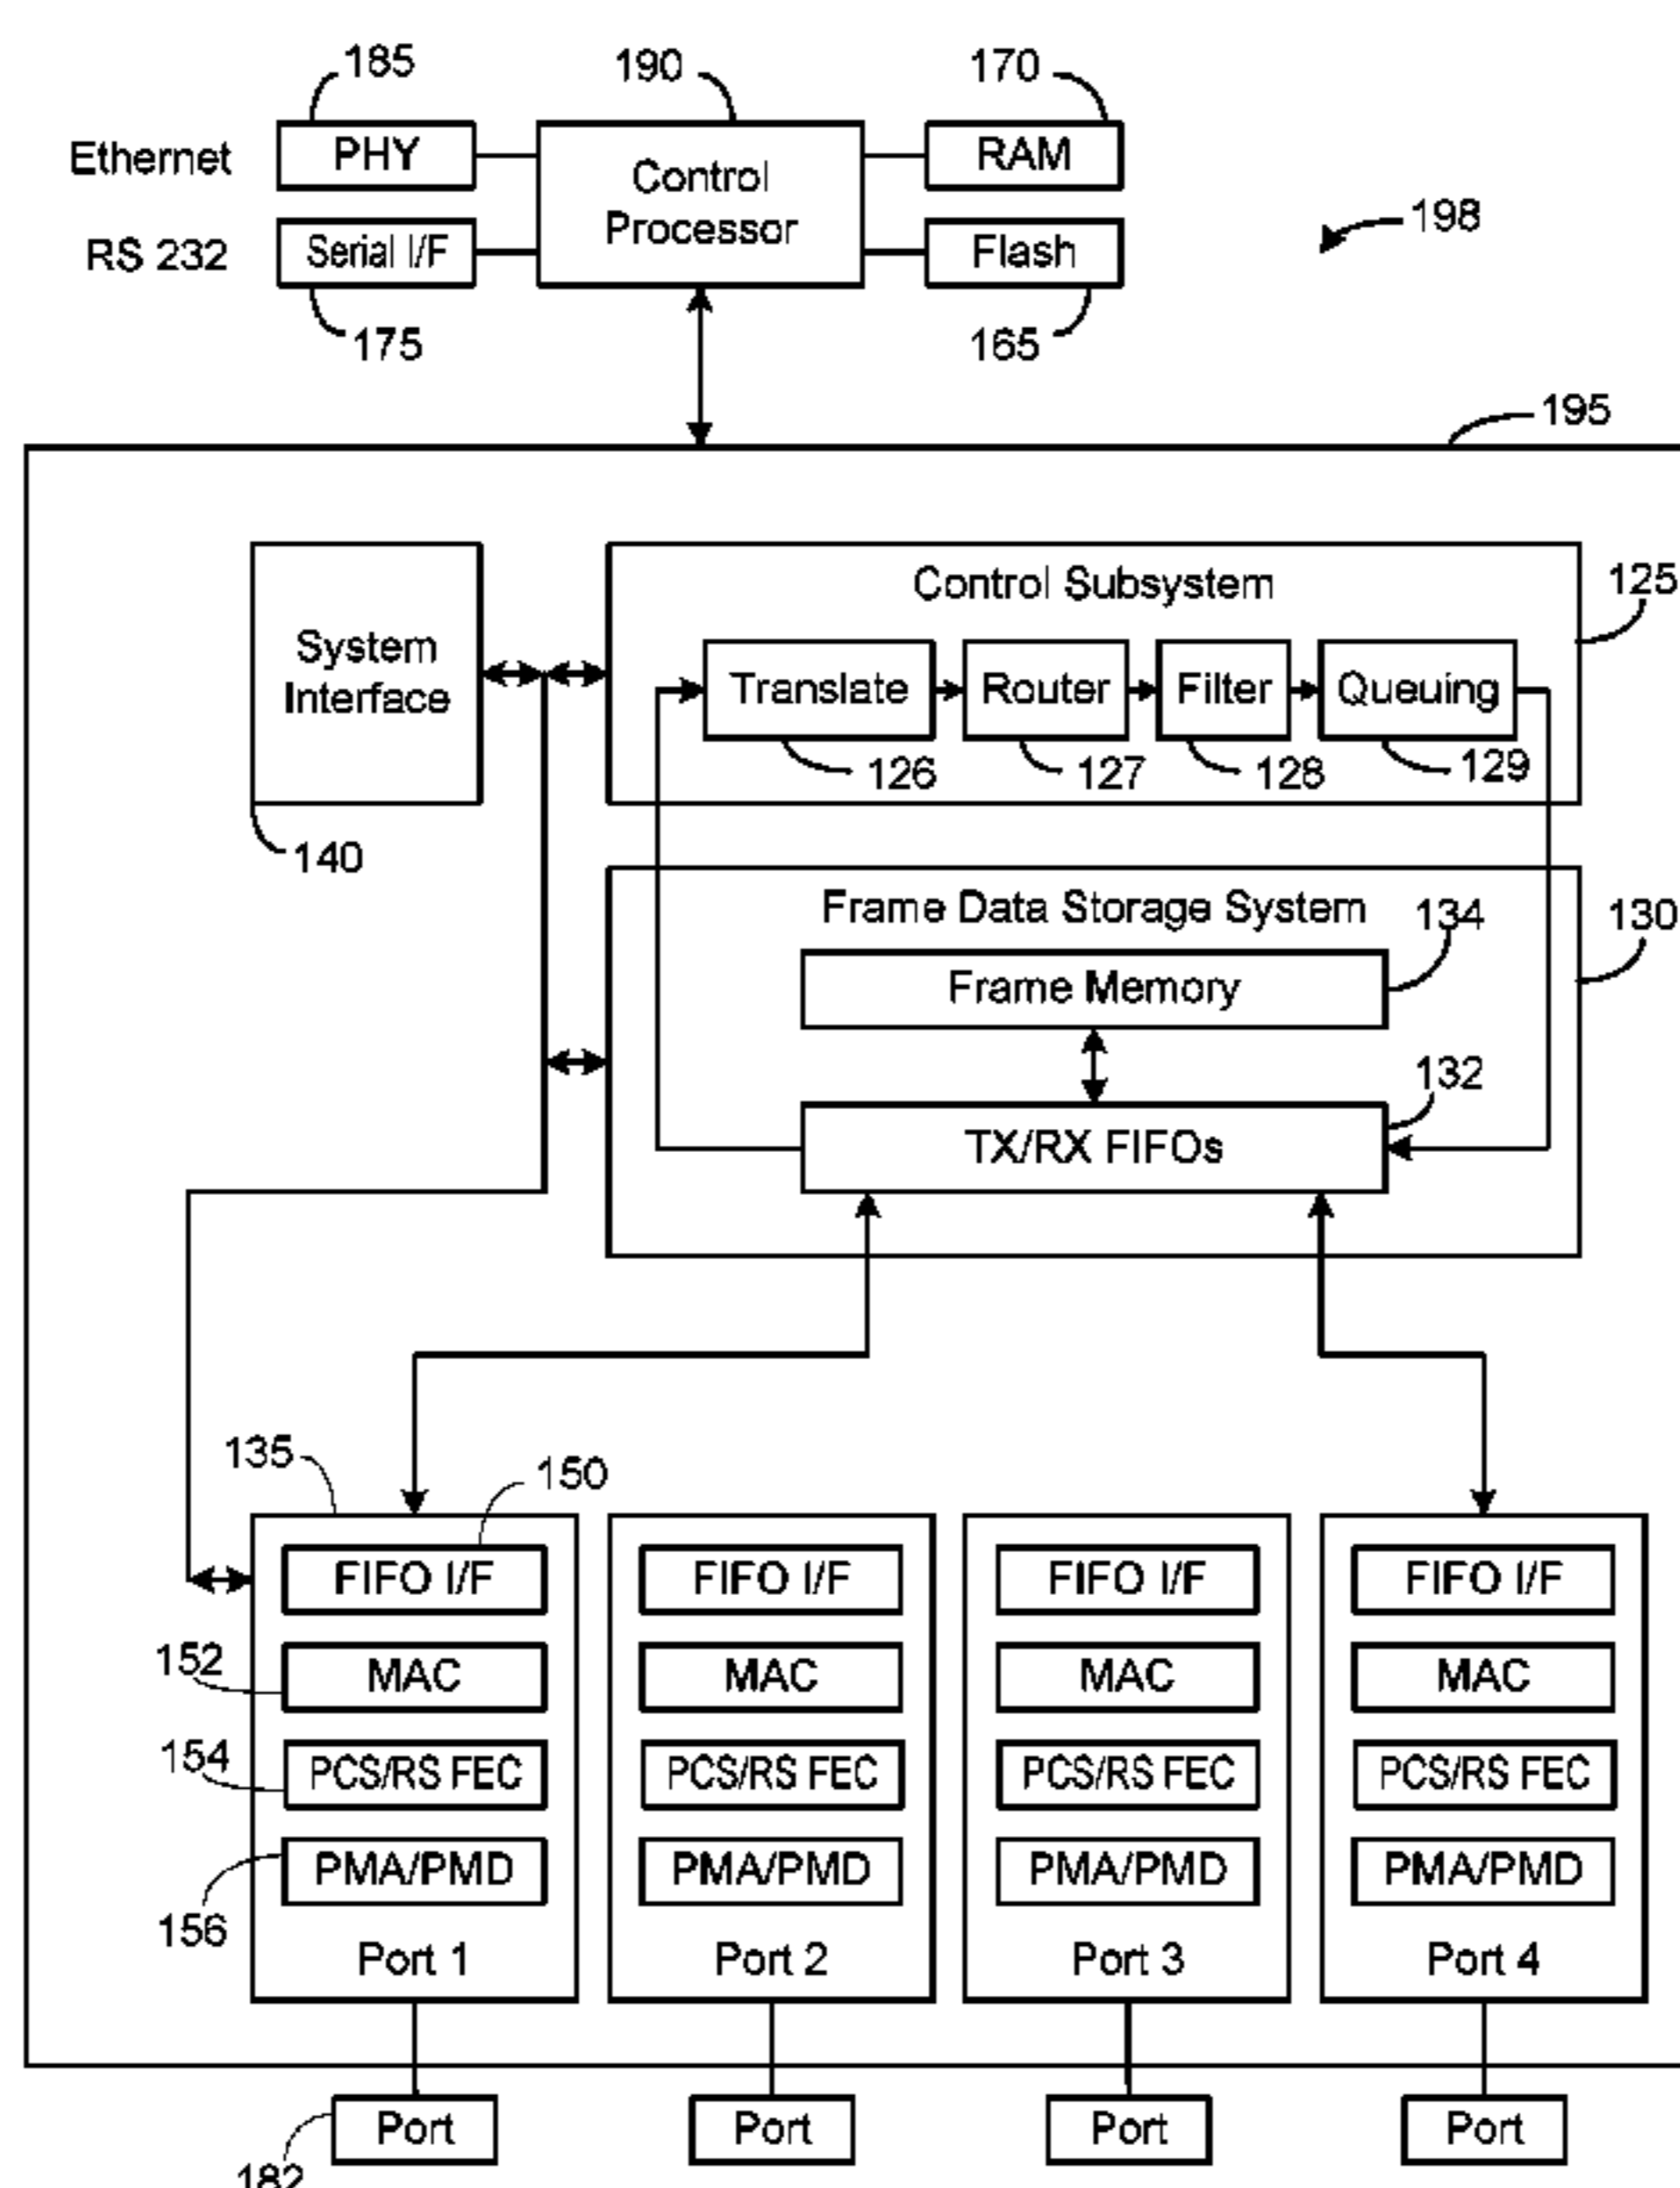 185
190
170
Ethernet
PHY
Control
Processor
RAM
RS 232
Serial I/F
Flash
198
175
165
195
System
Interface
140
Control Subsystem
125
Translate
Router
Filter
Queuing
126
127
128
129
Frame Data Storage System
134
130
Frame Memory
132
TX/RX FIFOs
135
150
FIFO I/F
FIFO I/F
FIFO I/F
FIFO I/F
152
MAC
MAC
MAC
MAC
154
PCS/RS FEC
PCS/RS FEC
PCS/RS FEC
PCS/RS FEC
PMA/PMD
PMA/PMD
PMA/PMD
PMA/PMD
156
Port 1
Port 2
Port 3
Port 4
Port
Port
Port
Port
182